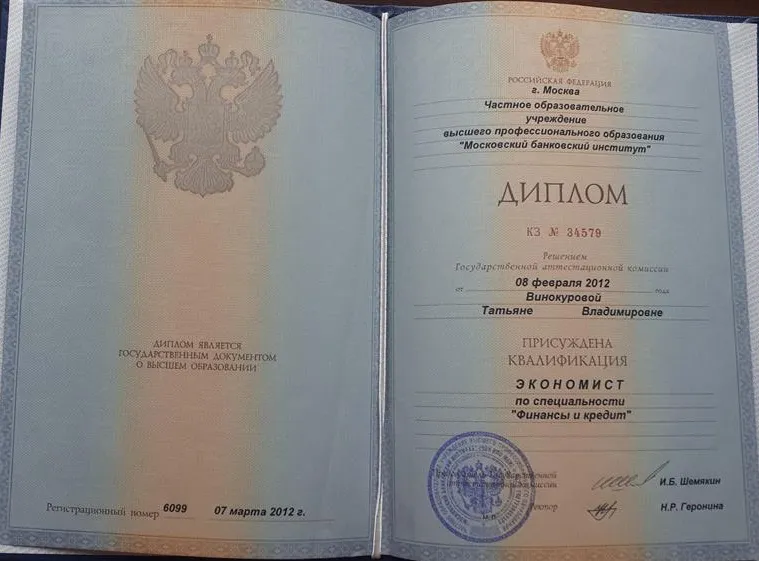 ДИПЛОМ ЯВЛЯЕТСЯ
ГОСУДАРСТВЕННЫМ ДОКУМЕНТОМ
О ВЫСШЕМ ОБРАЗОВАНИИ
Регистрационный номер 6099 07 марта 2012 г.
РОССИЙСКАЯ ФЕДЕРАЦИЯ
г. Москва
Частное образовательное
учреждение
высшего профессионального образования
"Московский банковский институт"
ДИПЛОМ
КЗ № 34579
Решением
Государственной аттестационной комиссии
от 08 февраля 2012 года
Винокуровой
Татьяне Владимировне
ПРИСУЖДЕНА
КВАЛИФИКАЦИЯ
ЭКОНОМИСТ
по специальности
"Финансы и кредит"
Государственной
комиссии И.Б. Шемякин
Ректор Н.Р. Геронина
М.П.